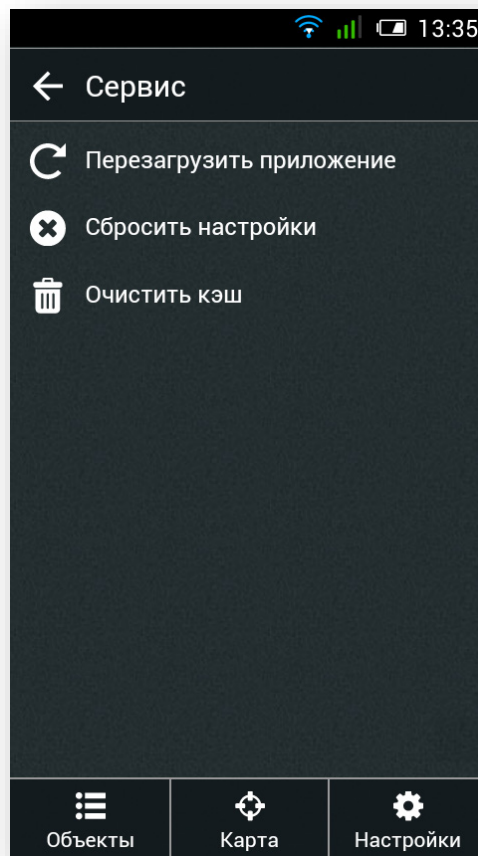 13:35
Сервис
Перезагрузить приложение
Сбросить настройки
Очистить кэш
Объекты
Карта
Настройки